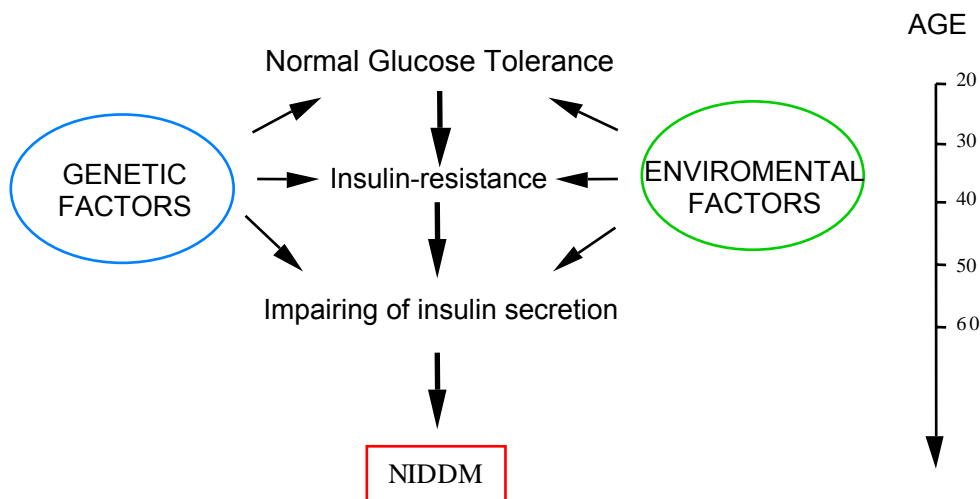 AGE
Normal Glucose Tolerance
20
30
GENETIC
FACTORS
Insulin-resistance
ENVIROMENTAL
FACTORS
40
50
Impairing of insulin secretion
60
NIDDM